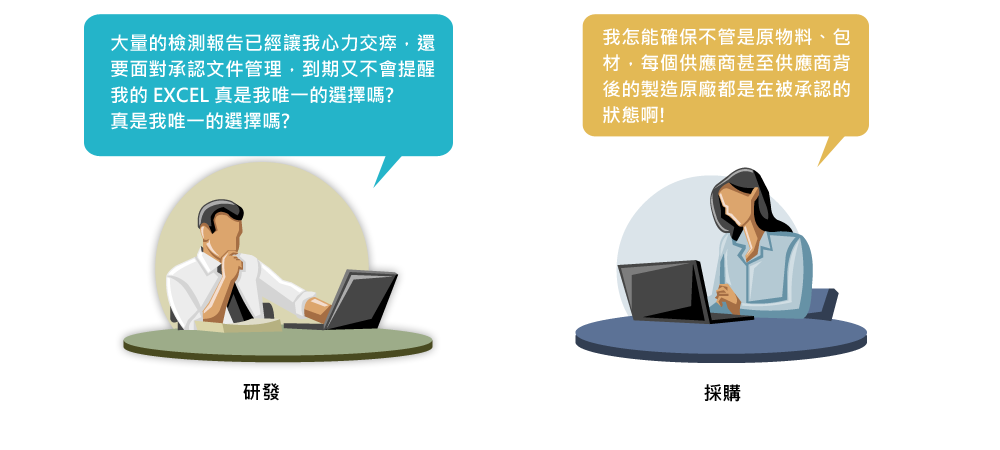 大量的檢測報告已經讓我心力交瘁，還
要面對承認文件管理，到期又不會提醒
我的 EXCEL 真是我唯一的選擇嗎?
真是我唯一的選擇嗎?
我怎能確保不管是原物料、包
材，每個供應商甚至供應商背
後的製造原廠都是在被承認的
狀態啊!
研發
採購